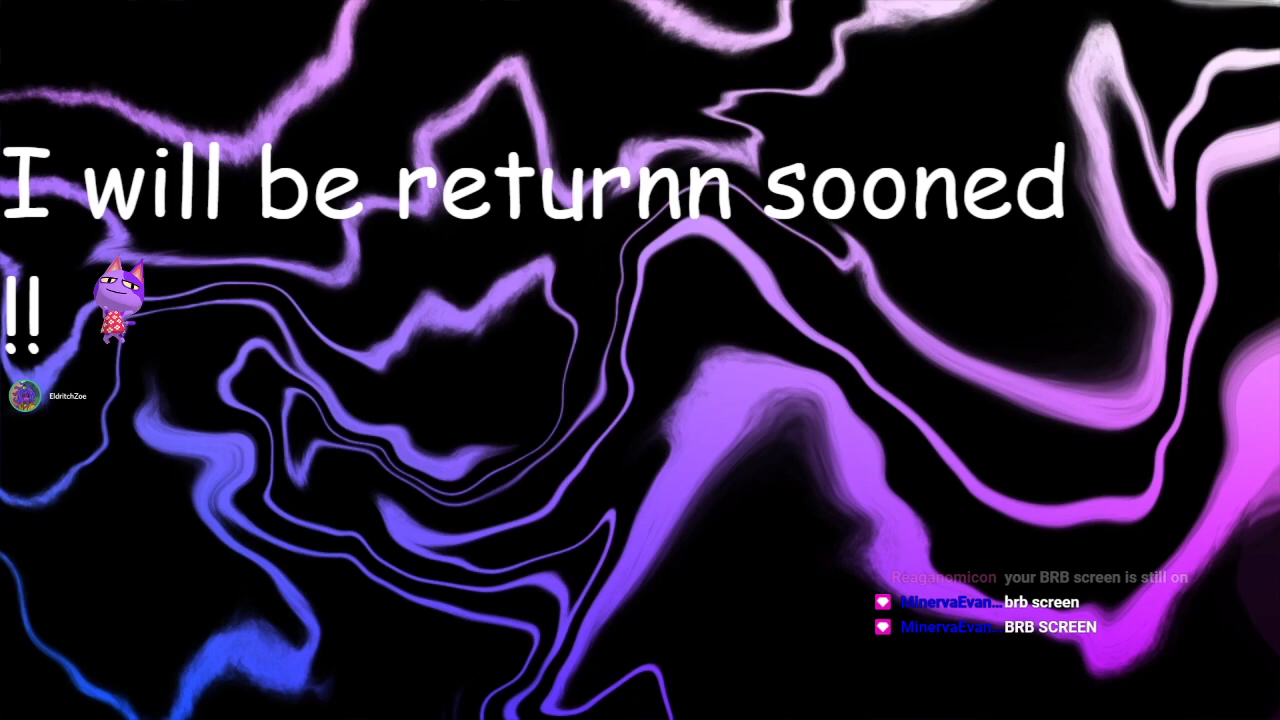 I will be returnn sooned
!!
EldritchZoe
Reaganomicon your BRB screen is still on
MinervaEvan... brb screen
MinervaEvan... BRB SCREEN